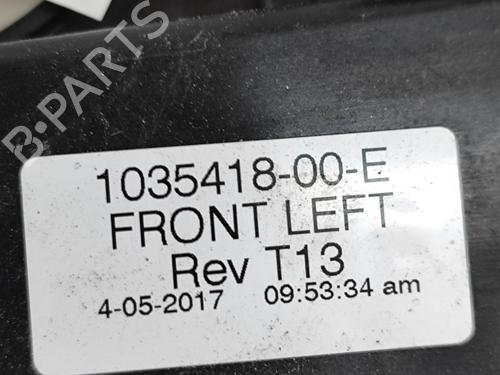 B-PARTS
1035418-00-E
FRONT LEFT
Rev T13
4-05-2017 09:53:34 am